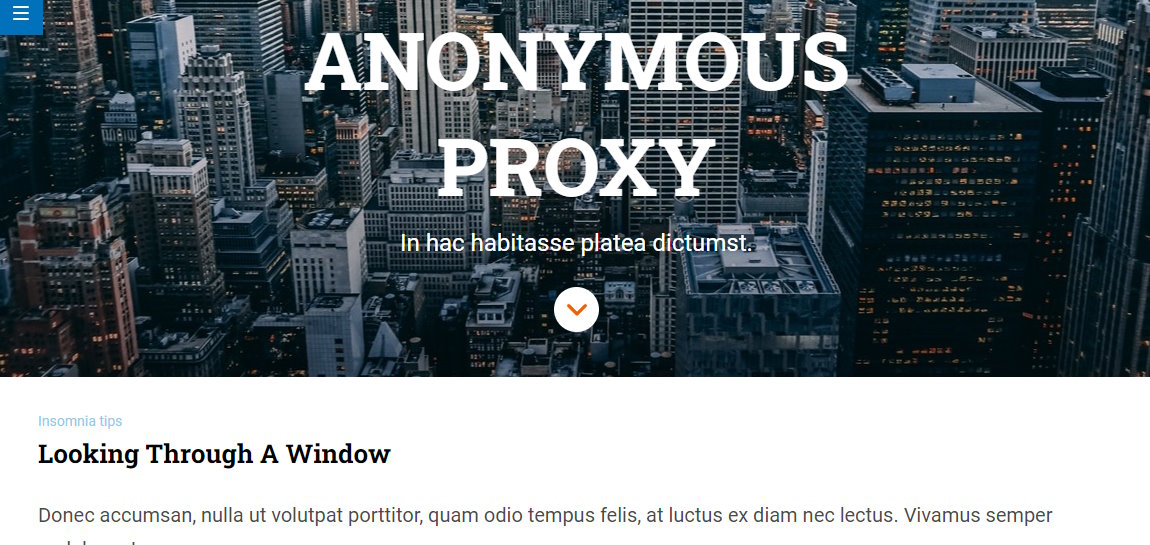 ANONYMOUS
PROXY
In hac habitasse platea dictumst.
Insomnia tips
Looking Through A Window
Donec accumsan, nulla ut volutpat porttitor, quam odio tempus felis, at luctus ex diam nec lectus. Vivamus semper